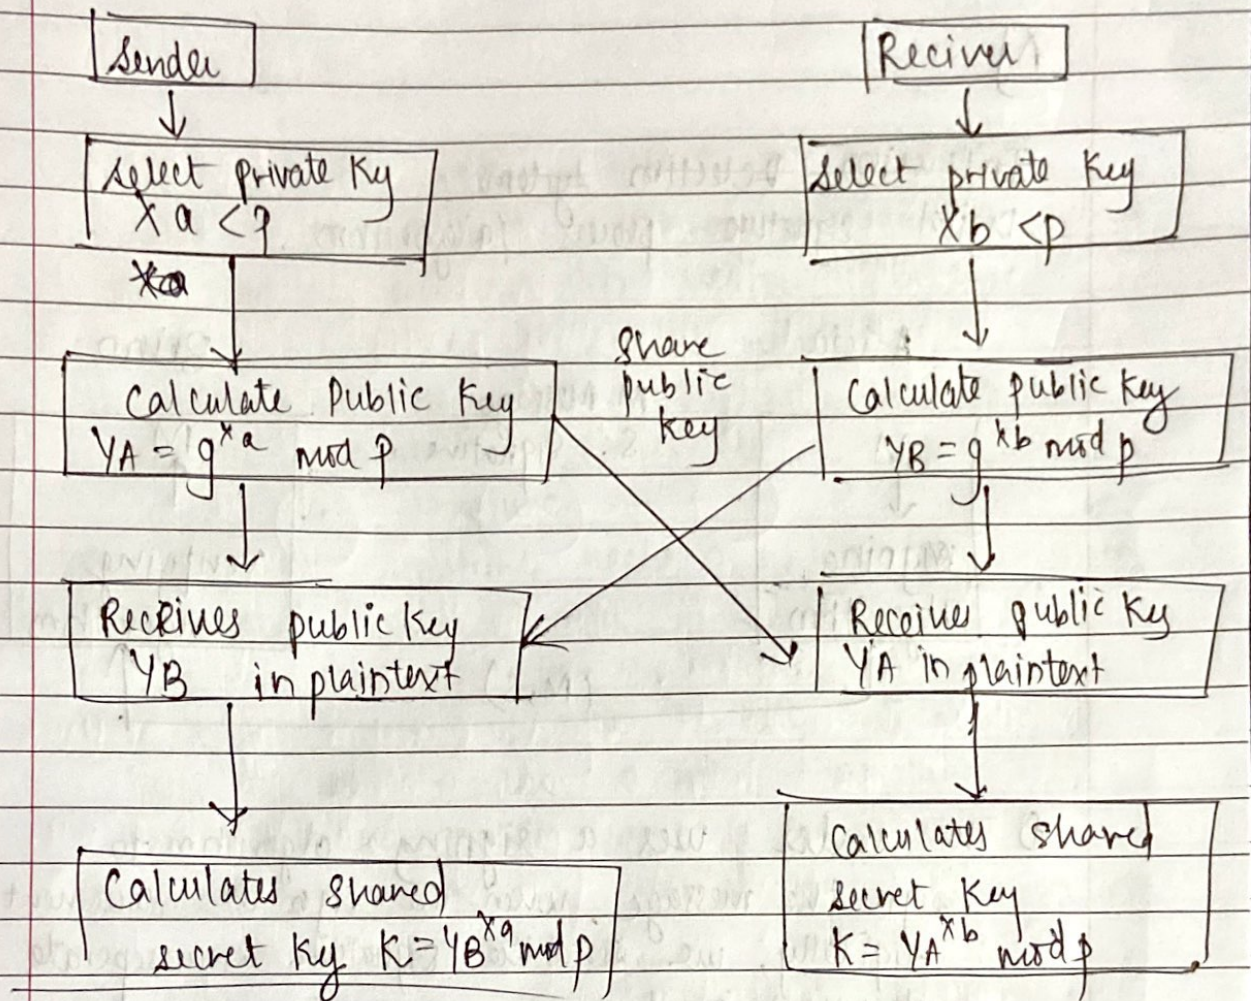 Sender
Reciver
select private Key
Xa < p
select private Key
Xb < p
Xa
share
public
key
Calculate Public Key
YA = g^xa mod p
Calculate public key
YB = g^xb mod p
Receives public Key
YB in plaintext
Receives public Key
YA in plaintext
Calculates shared
secret Key K = YB^xa mod p
Calculates shared
secret Key
K = YA^xb mod p